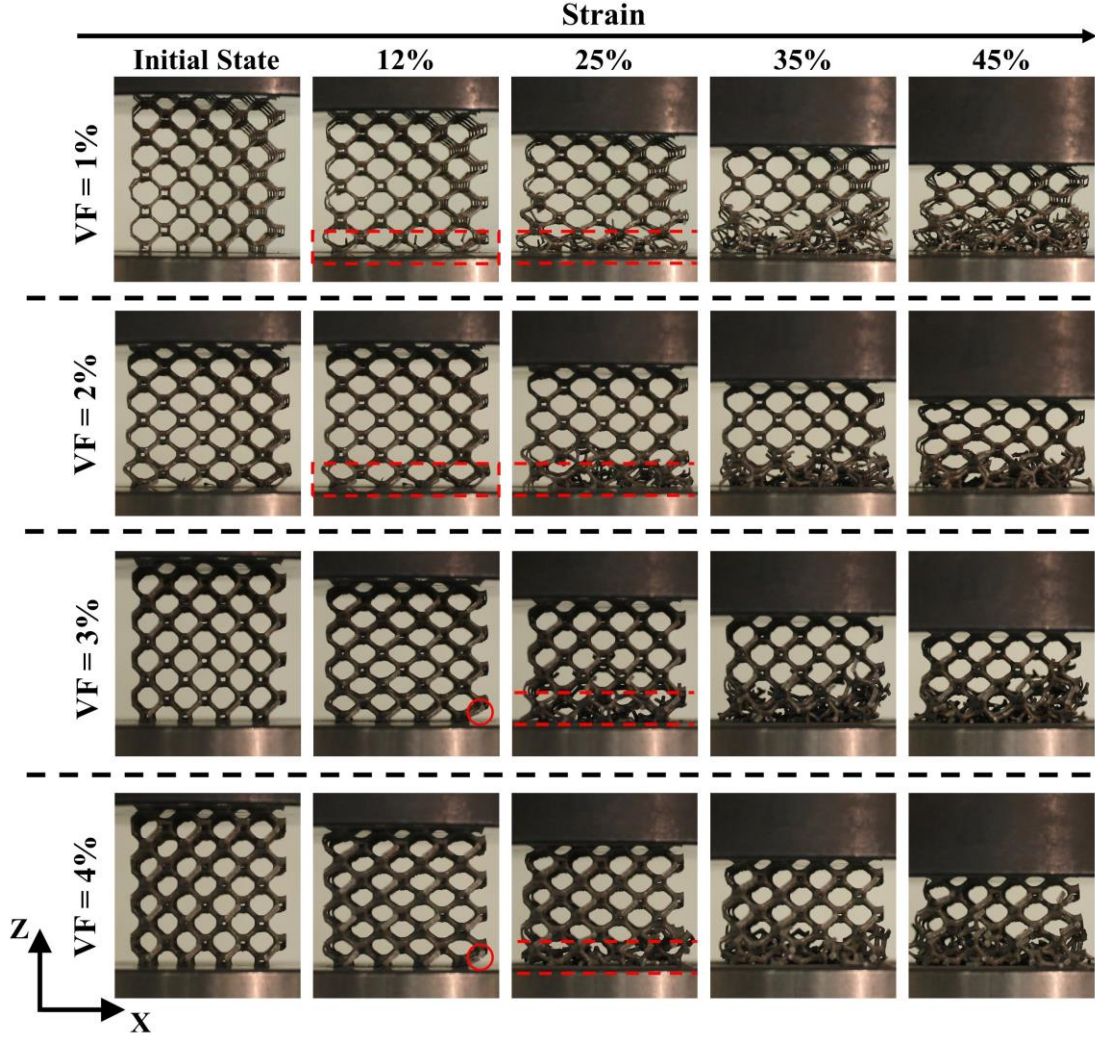 Strain
Initial State 12% 25% 35% 45%
VF = 1%
VF = 2%
VF = 3%
VF = 4%
Z
X